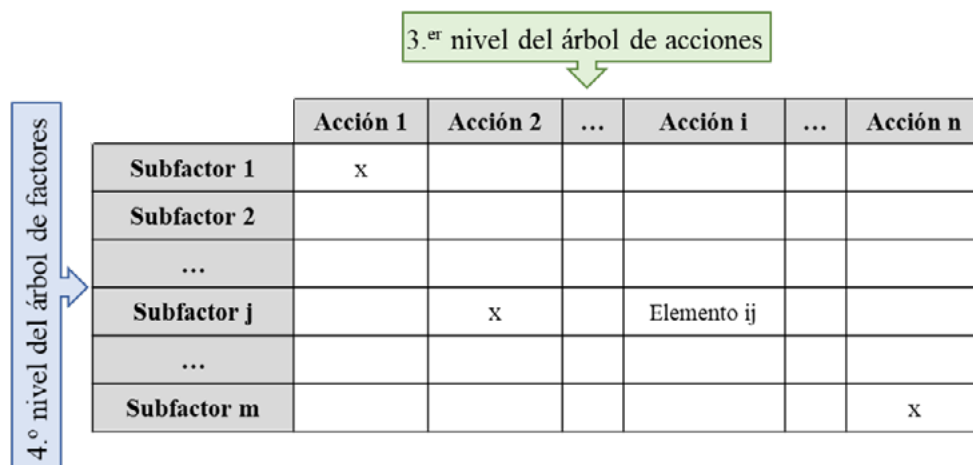 3.er nivel del árbol de acciones
4.º nivel del árbol de factores
Acción 1 Acción 2 ... Acción i ... Acción n
Subfactor 1 x
Subfactor 2
...
Subfactor j x Elemento ij
...
Subfactor m x